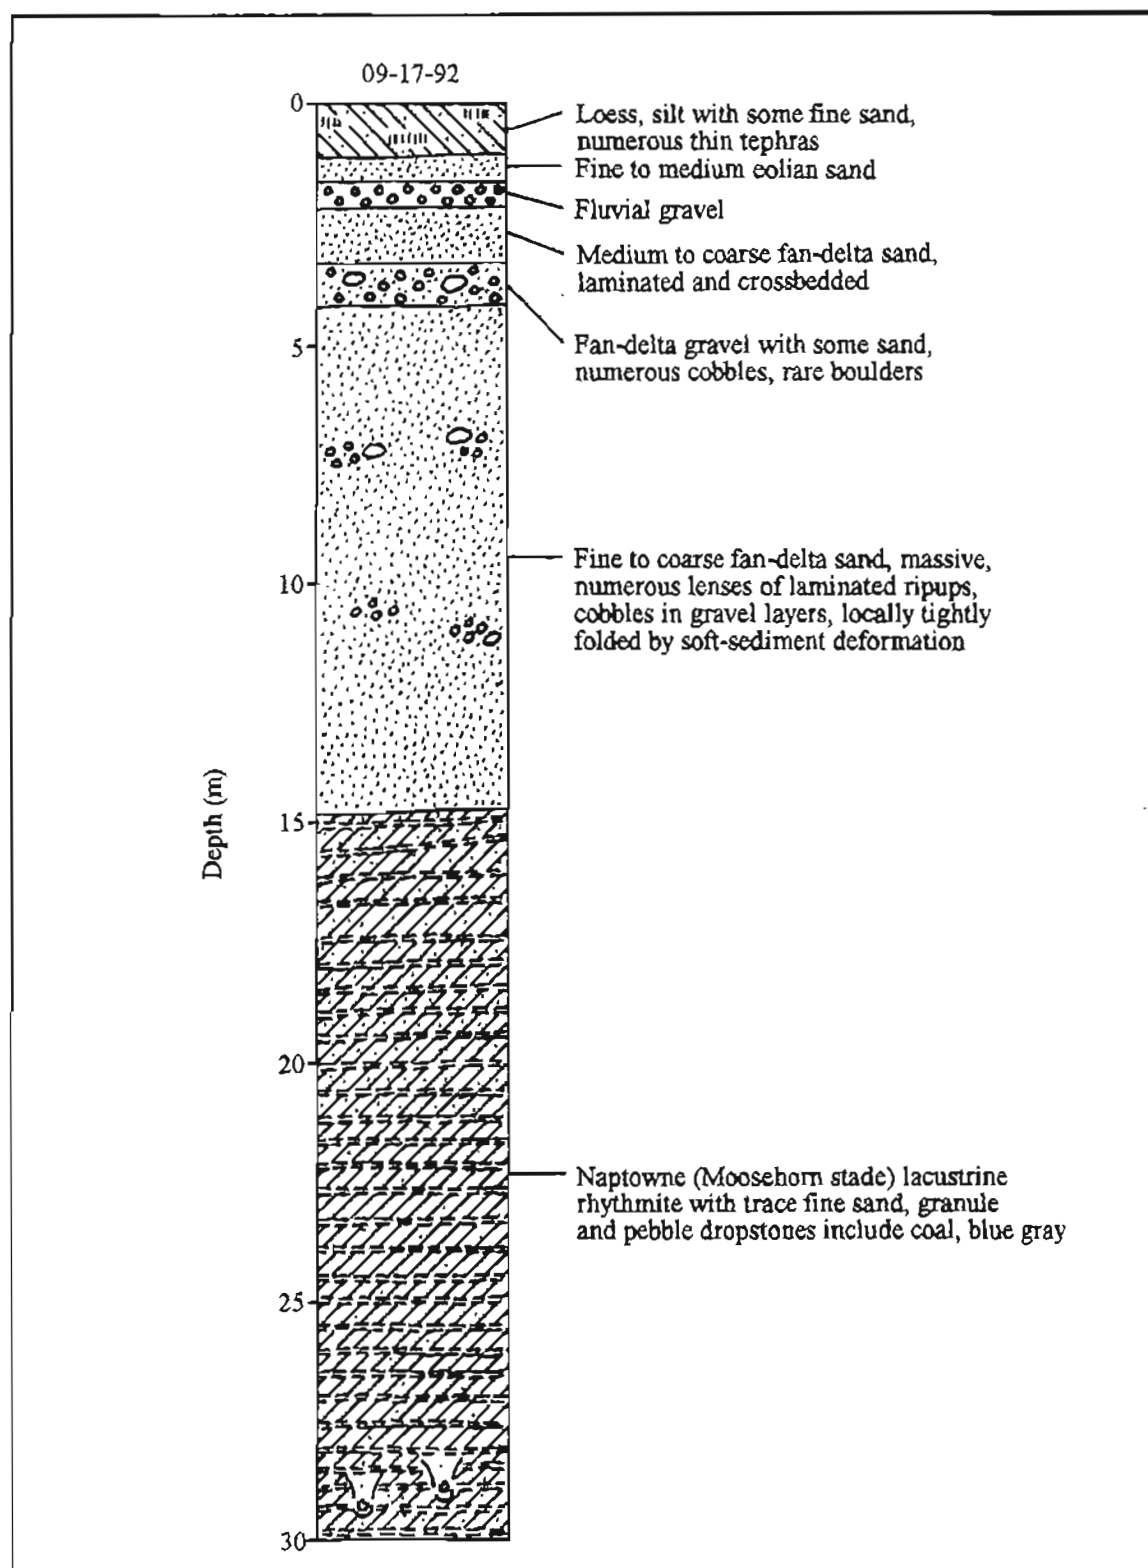 09-17-92
0
Loess, silt with some fine sand,
numerous thin tephras
Fine to medium eolian sand
Fluvial gravel
Medium to coarse fan-delta sand,
laminated and crossbedded
5
Fan-delta gravel with some sand,
numerous cobbles, rare boulders
Fine to coarse fan-delta sand, massive,
numerous lenses of laminated ripups,
cobbles in gravel layers, locally tightly
folded by soft-sediment deformation
10
Depth (m)
15
20
Naptowne (Moosehorn stade) lacustrine
rhythmite with trace fine sand, granule
and pebble dropstones include coal, blue gray
25
30